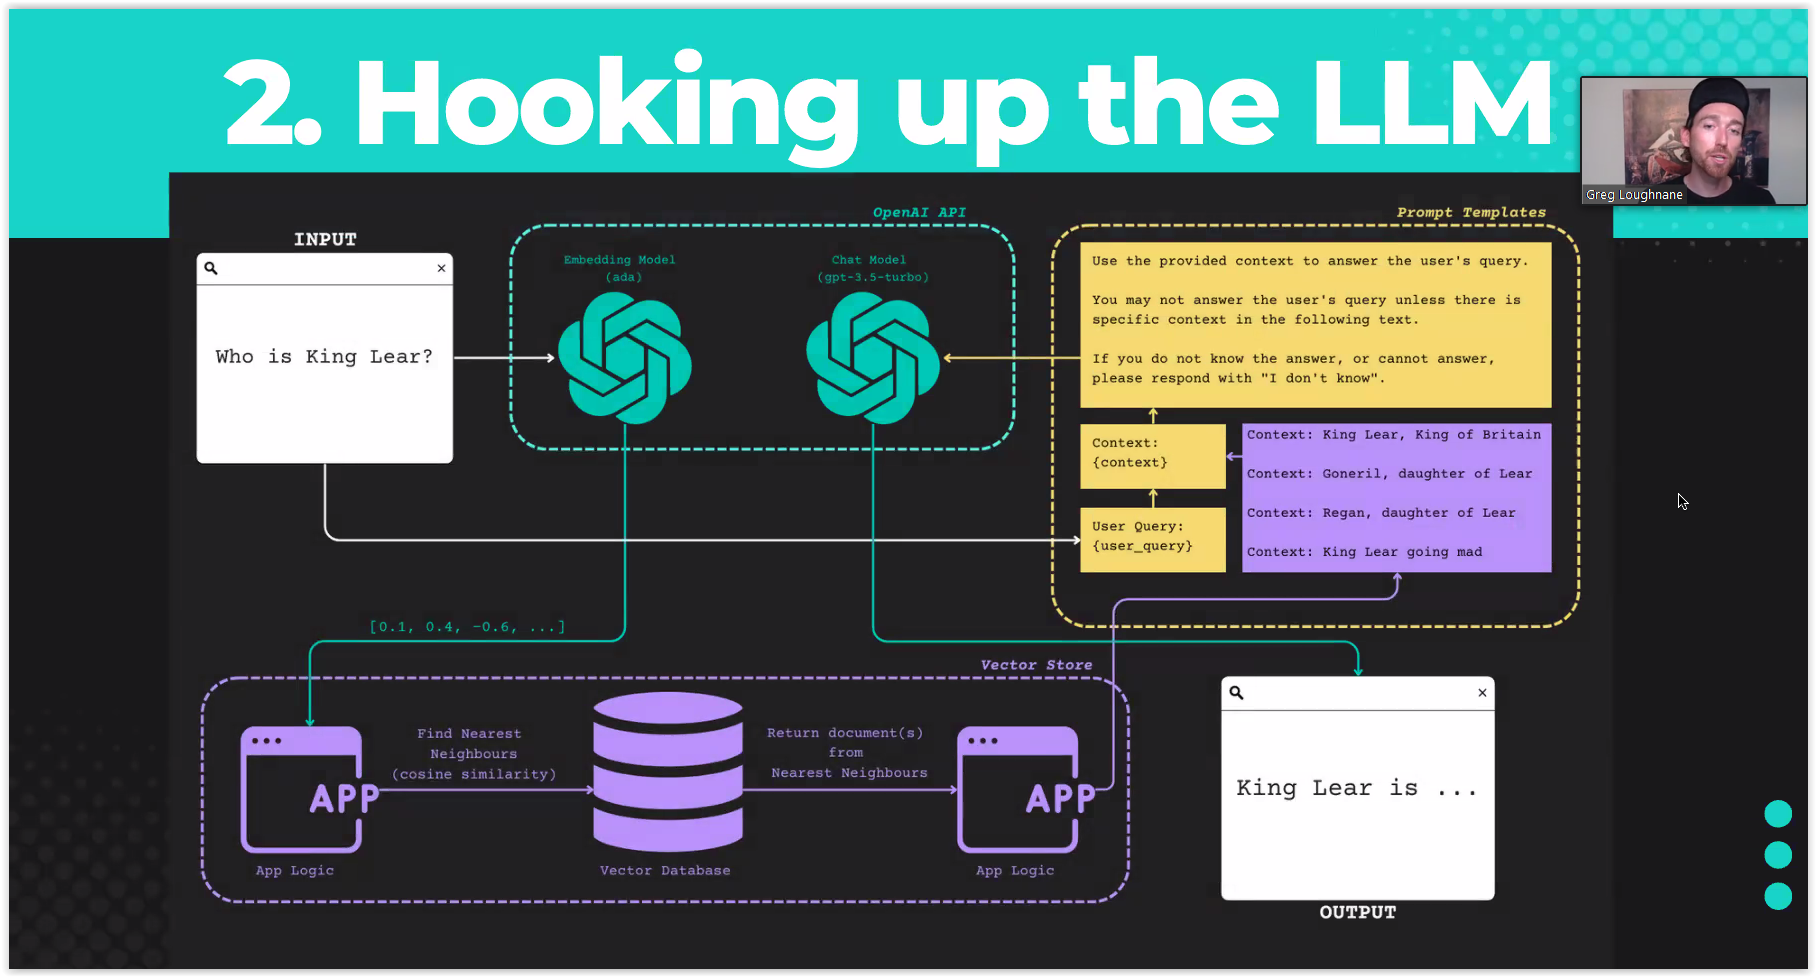 2. Hooking up the LLM
Greg Loughnane
INPUT
Who is King Lear?
OpenAI API
Embedding Model
(ada)
Chat Model
(gpt-3.5-turbo)
Prompt Templates
Use the provided context to answer the user's query.
You may not answer the user's query unless there is
specific context in the following text.
If you do not know the answer, or cannot answer,
please respond with "I don't know".
Context:
{context}
User Query:
{user_query}
Context: King Lear, King of Britain
Context: Goneril, daughter of Lear
Context: Regan, daughter of Lear
Context: King Lear going mad
[0.1, 0.4, -0.6, ...]
Vector Store
APP
App Logic
Find Nearest
Neighbours
(cosine similarity)
Vector Database
Return document(s)
from
Nearest Neighbours
APP
App Logic
King Lear is ...
OUTPUT